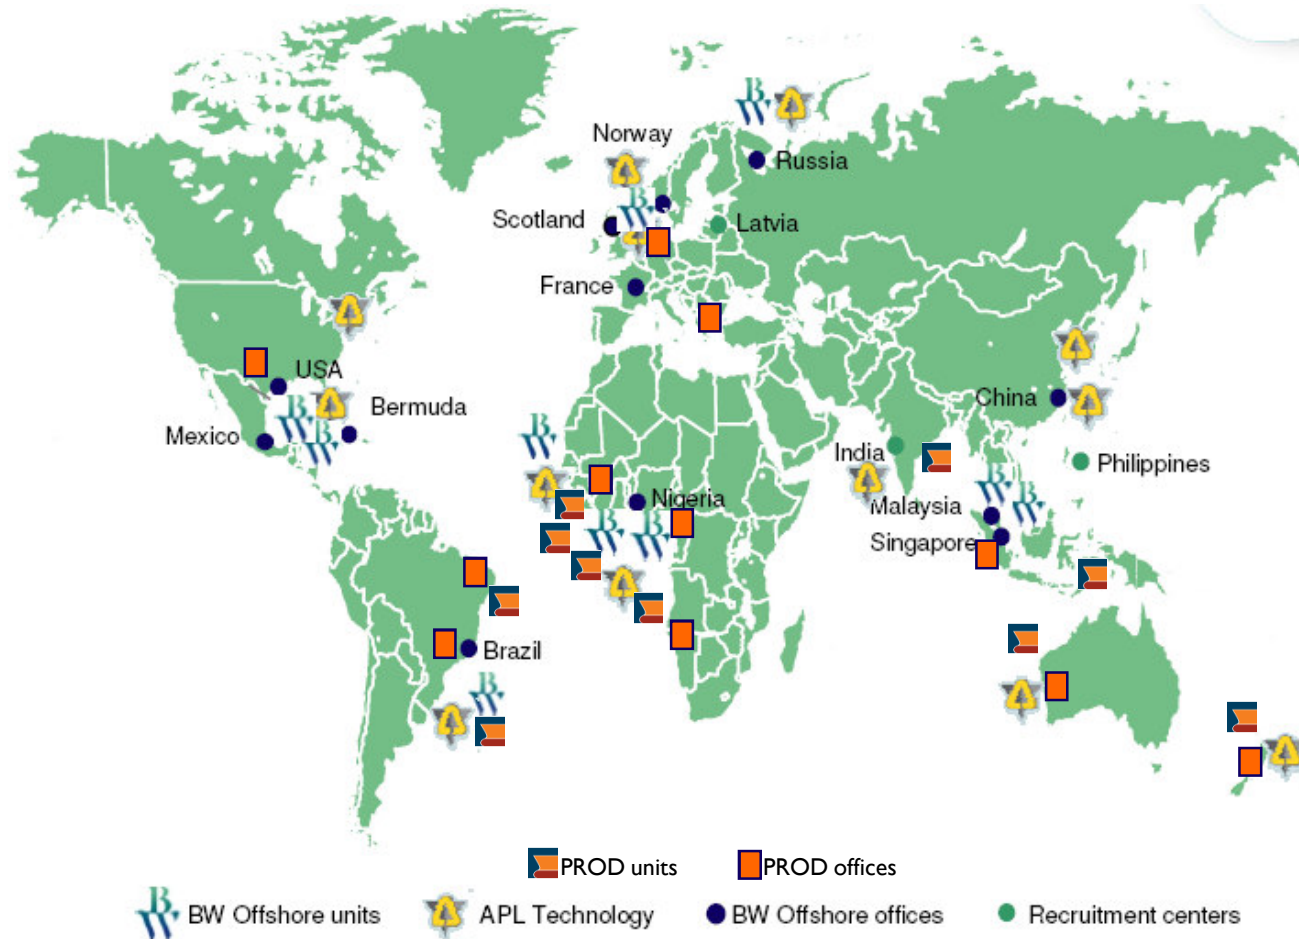 Norway
Russia
Scotland
Latvia
France
USA
Bermuda
China
Mexico
India
Philippines
Nigeria
Malaysia
Singapore
Brazil
PROD units
PROD offices
BW Offshore units
APL Technology
BW Offshore offices
Recruitment centers